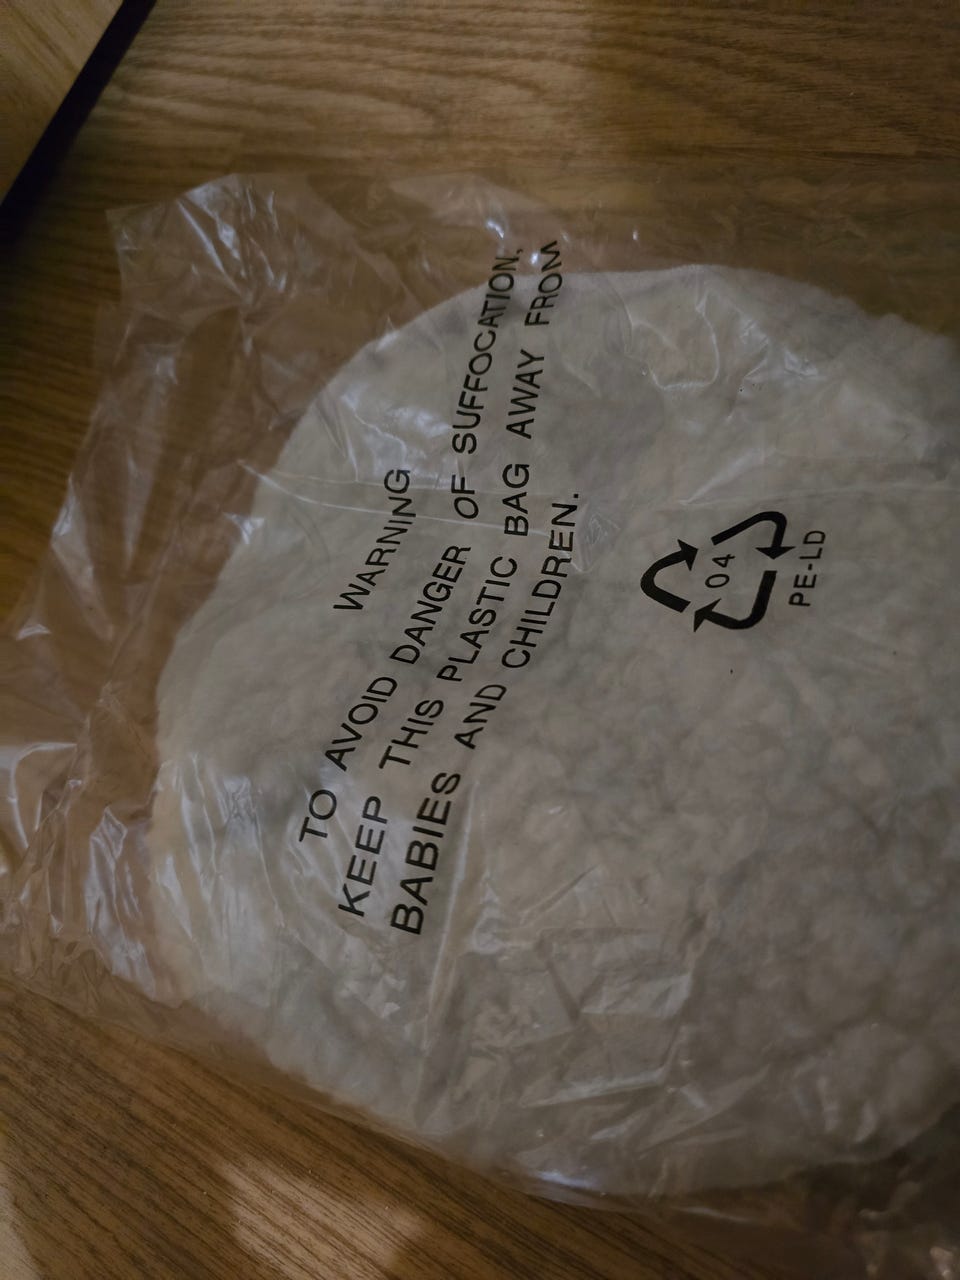 WARNING
TO AVOID DANGER OF SUFFOCATION,
KEEP THIS PLASTIC BAG AWAY FROM
BABIES AND CHILDREN.
04
PE-LD